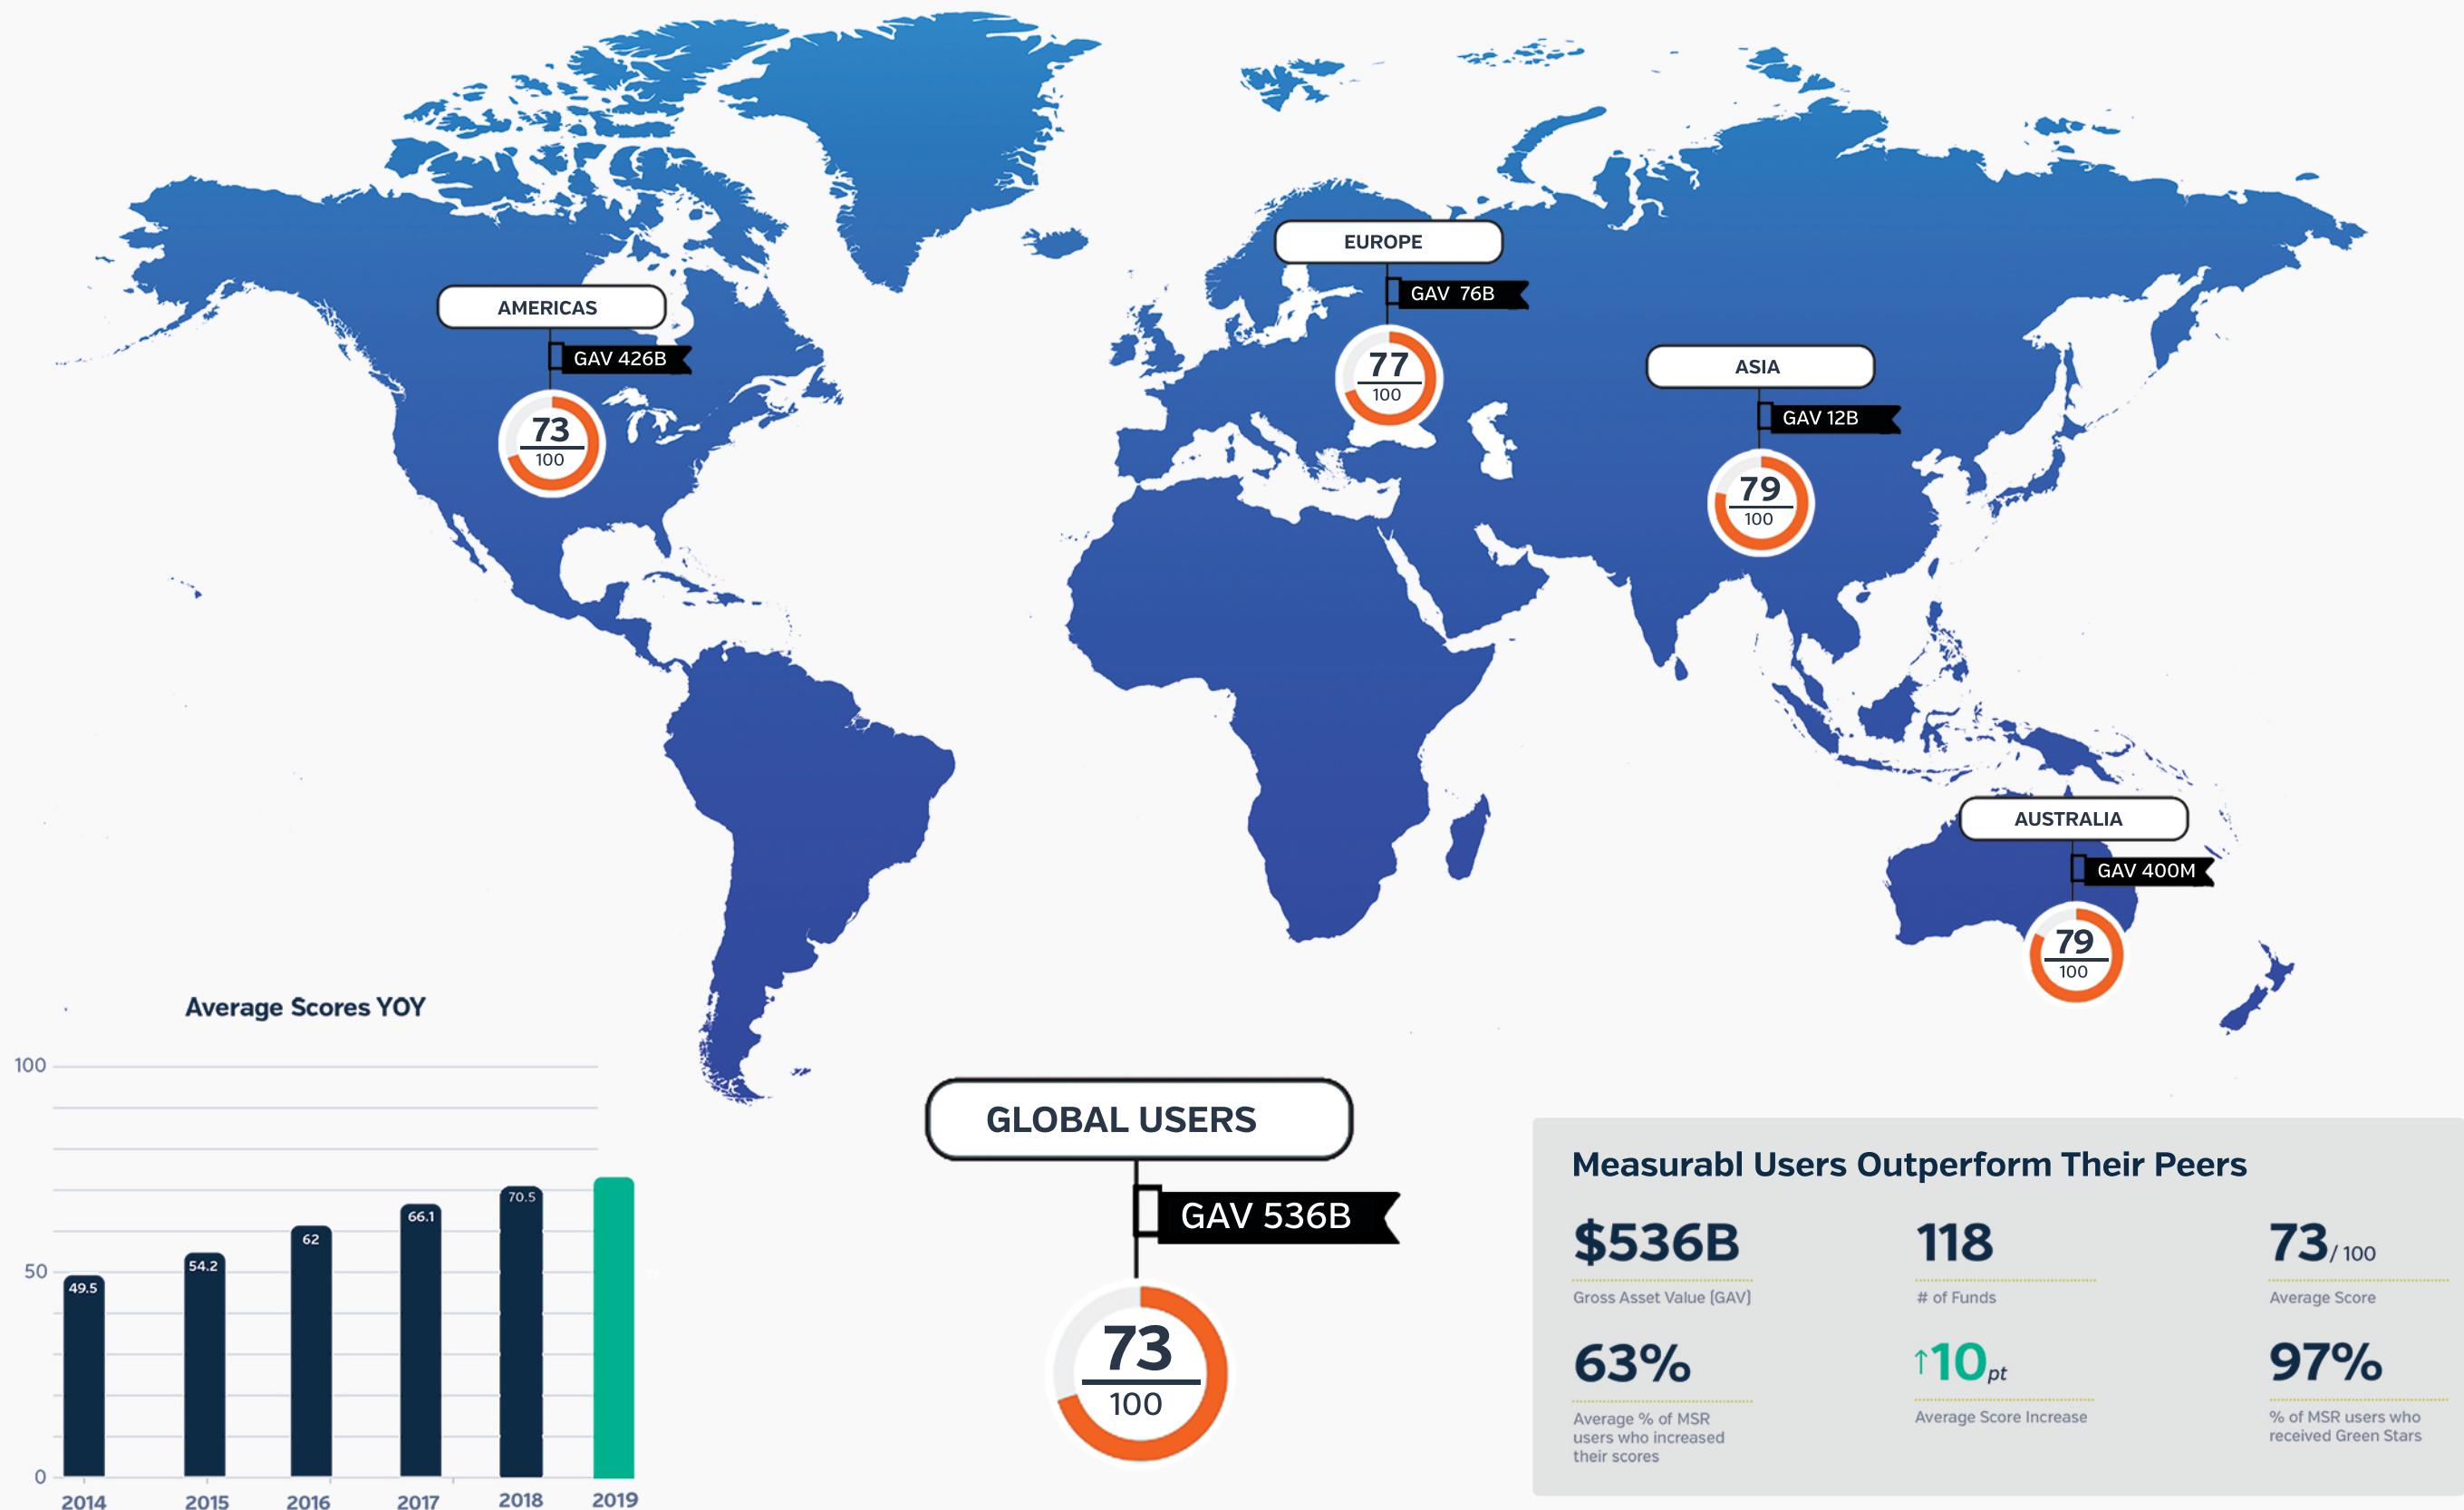 EUROPE
GAV 76B
77
100
AMERICAS
GAV 426B
73
100
ASIA
GAV 12B
79
100
AUSTRALIA
GAV 400M
79
100
Average Scores YOY
100
50
0
49.5
54.2
62
66.1
70.5
2014
2015
2016
2017
2018
2019
GLOBAL USERS
GAV 536B
73
100
Measurabl Users Outperform Their Peers
$536B
Gross Asset Value (GAV)
118
# of Funds
73/ 100
Average Score
63%
Average % of MSR
users who increased
their scores
↑10pt
Average Score Increase
97%
% of MSR users who
received Green Stars